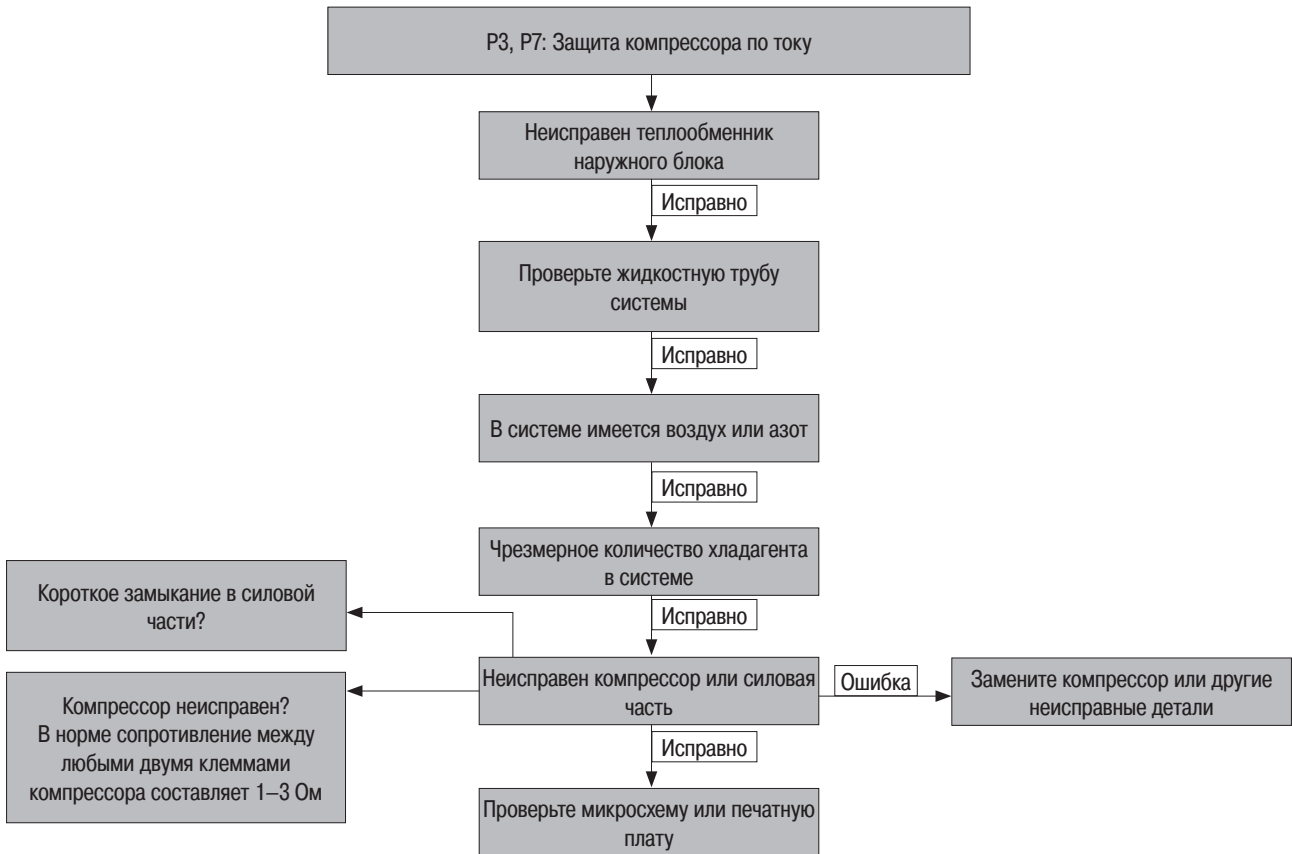 P3, P7: Защита компрессора по току
Неисправен теплообменник
наружного блока
Исправно
Проверьте жидкостную трубу
системы
Исправно
В системе имеется воздух или азот
Исправно
Чрезмерное количество хладагента
в системе
Исправно
Короткое замыкание в силовой
части?
Компрессор неисправен?
В норме сопротивление между
любыми двумя клеммами
компрессора составляет 1–3 Ом
Неисправен компрессор или силовая
часть
Ошибка
Замените компрессор или другие
неисправные детали
Исправно
Проверьте микросхему или печатную
плату